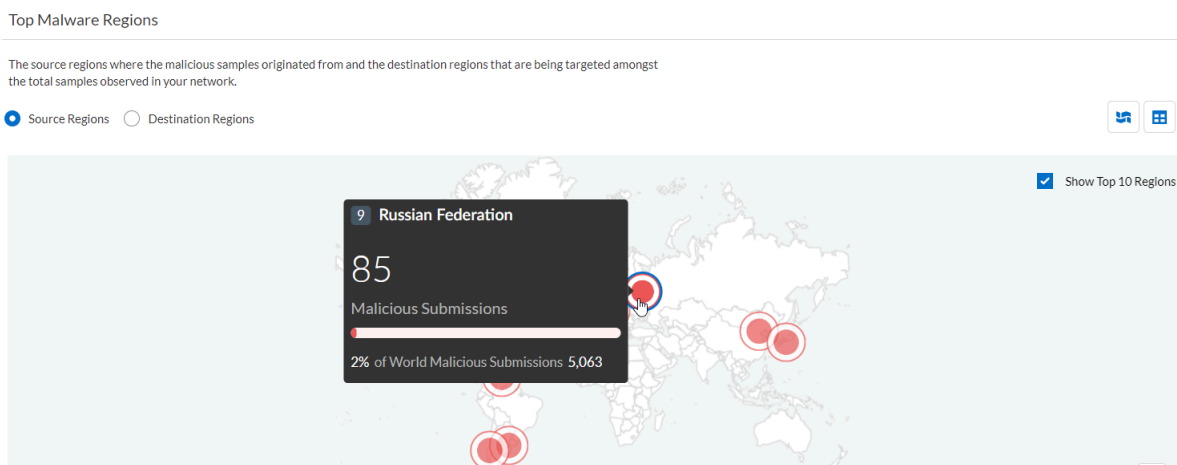 Top Malware Regions
The source regions where the malicious samples originated from and the destination regions that are being targeted amongst
the total samples observed in your network.
Source Regions Destination Regions
Show Top 10 Regions
9 Russian Federation
85
Malicious Submissions
2% of World Malicious Submissions 5,063